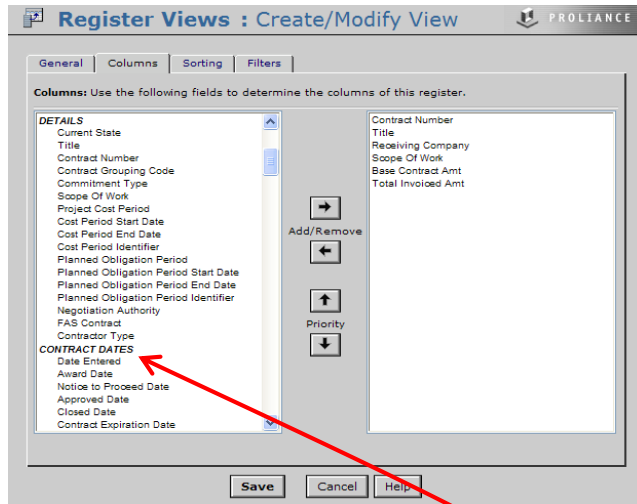 Register Views : Create/Modify View
PROLIANCE
General
Columns
Sorting
Filters
Columns: Use the following fields to determine the columns of this register.
DETAILS
Current State
Title
Contract Number
Contract Grouping Code
Commitment Type
Scope Of Work
Project Cost Period
Cost Period Start Date
Cost Period End Date
Cost Period Identifier
Planned Obligation Period
Planned Obligation Period Start Date
Planned Obligation Period End Date
Planned Obligation Period Identifier
Negotiation Authority
FAS Contract
Contractor Type
CONTRACT DATES
Date Entered
Award Date
Notice to Proceed Date
Approved Date
Closed Date
Contract Expiration Date
Add/Remove
Priority
Contract Number
Title
Receiving Company
Scope Of Work
Base Contract Amt
Total Invoiced Amt
Save
Cancel
Help